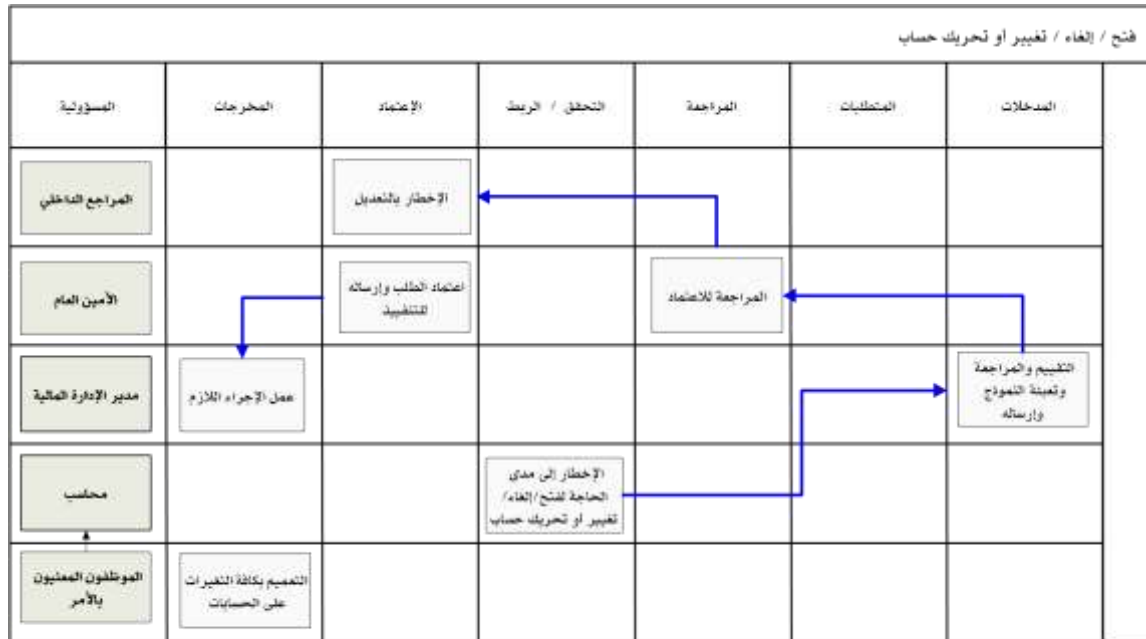 فتح / إلغاء / تغيير أو تحريك حساب
المدخلات
المتطلبات
المراجعة
التحقق / الربط
الإعتماد
المخرجات
المسؤولية
الإخطار بالتعديل
المراجع الداخلي
المراجعة للاعتماد
اعتماد الطلب وإرساله
للتنفيذ
الأمين العام
التقييم والمراجعة
وتعبئة النموذج
وإرساله
عمل الإجراء اللازم
مدير الإدارة المالية
الإخطار إلى مدى
الحاجة لفتح/إلغاء/
تغيير أو تحريك حساب
محاسب
التعميم بكافة التغيرات
على الحسابات
الموظفون المعنيون
بالأمر